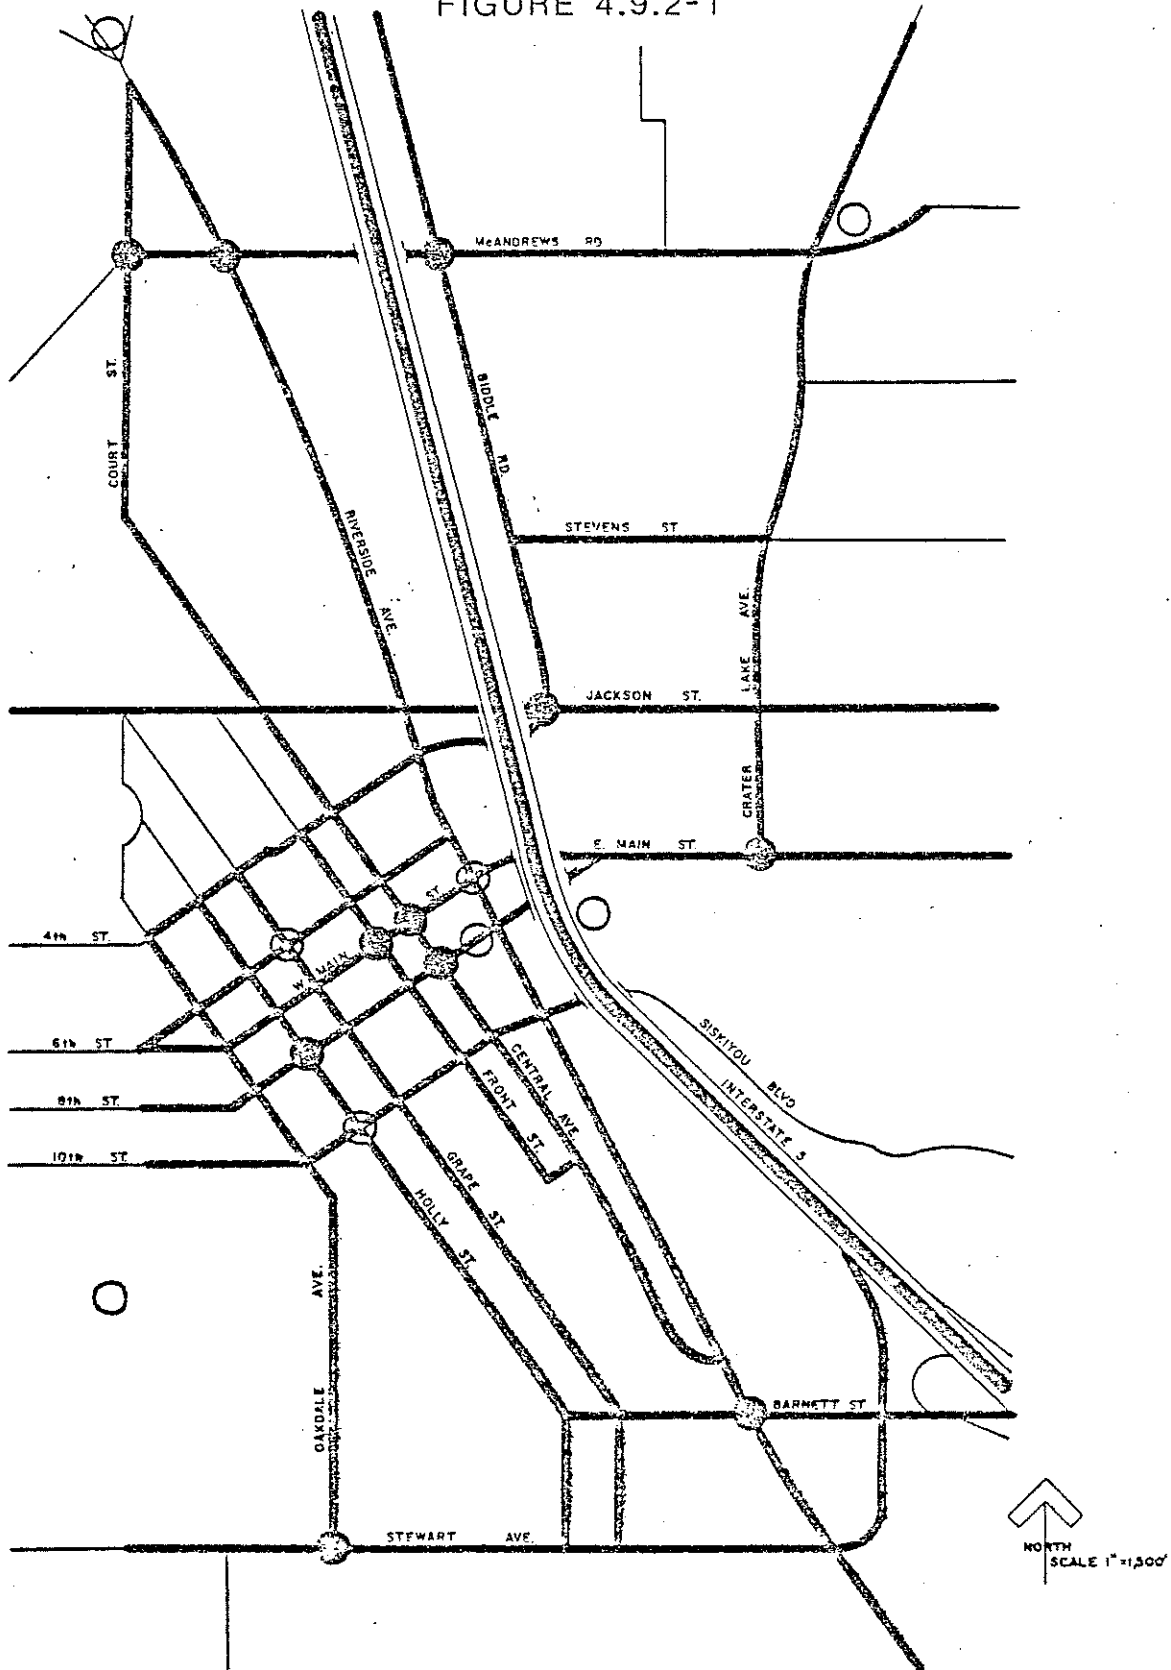 FIGURE 4.9.2-1
McANDREWS RD
COURT ST.
BIDDLE RD.
RIVERSIDE AVE.
STEVENS ST
CRATER LAKE AVE.
JACKSON ST.
E. MAIN ST.
ST.
4th ST.
W. MAIN
6th ST
SISKIYOU BLVD
INTERSTATE 5
CENTRAL AVE.
FRONT ST.
8th ST.
10th ST.
GRAPE ST.
HOLLY ST.
OAKDALE AVE.
BARNETT ST
STEWART AVE.
NORTH
SCALE 1"=1,500'